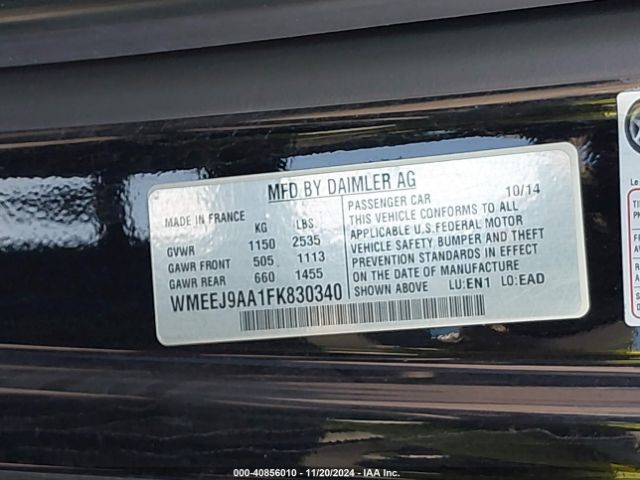 MFD BY DAIMLER AG
MADE IN FRANCE
KG LBS
GVWR 1150 2535
GAWR FRONT 505 1113
GAWR REAR 660 1455
WMEEJ9AA1FK830340
PASSENGER CAR 10/14
THIS VEHICLE CONFORMS TO ALL
APPLICABLE U.S.FEDERAL MOTOR
VEHICLE SAFETY BUMPER AND THEFT
PREVENTION STANDARDS IN EFFECT
ON THE DATE OF MANUFACTURE
SHOWN ABOVE LU:EN1 LO:EAD
Le
000-40856010 - 11/20/2024 - IAA Inc.